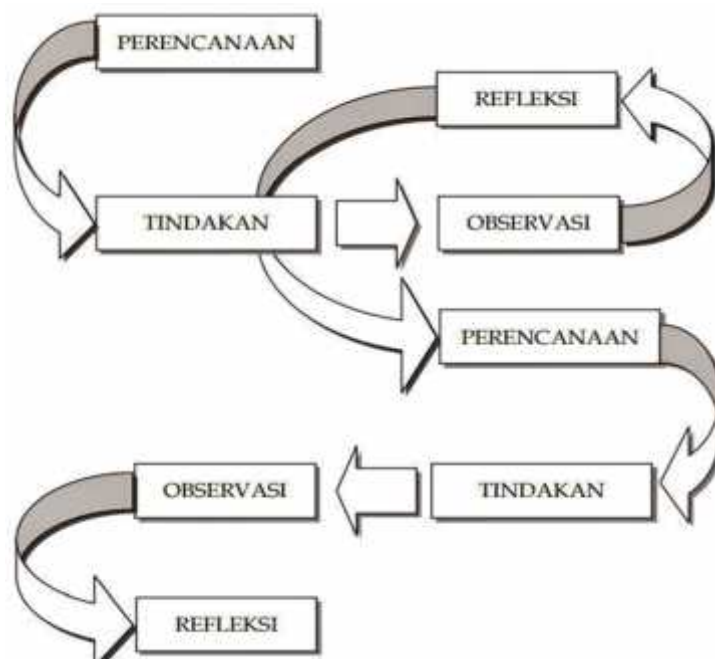 PERENCANAAN
REFLEKSI
TINDAKAN
OBSERVASI
PERENCANAAN
OBSERVASI
TINDAKAN
REFLEKSI